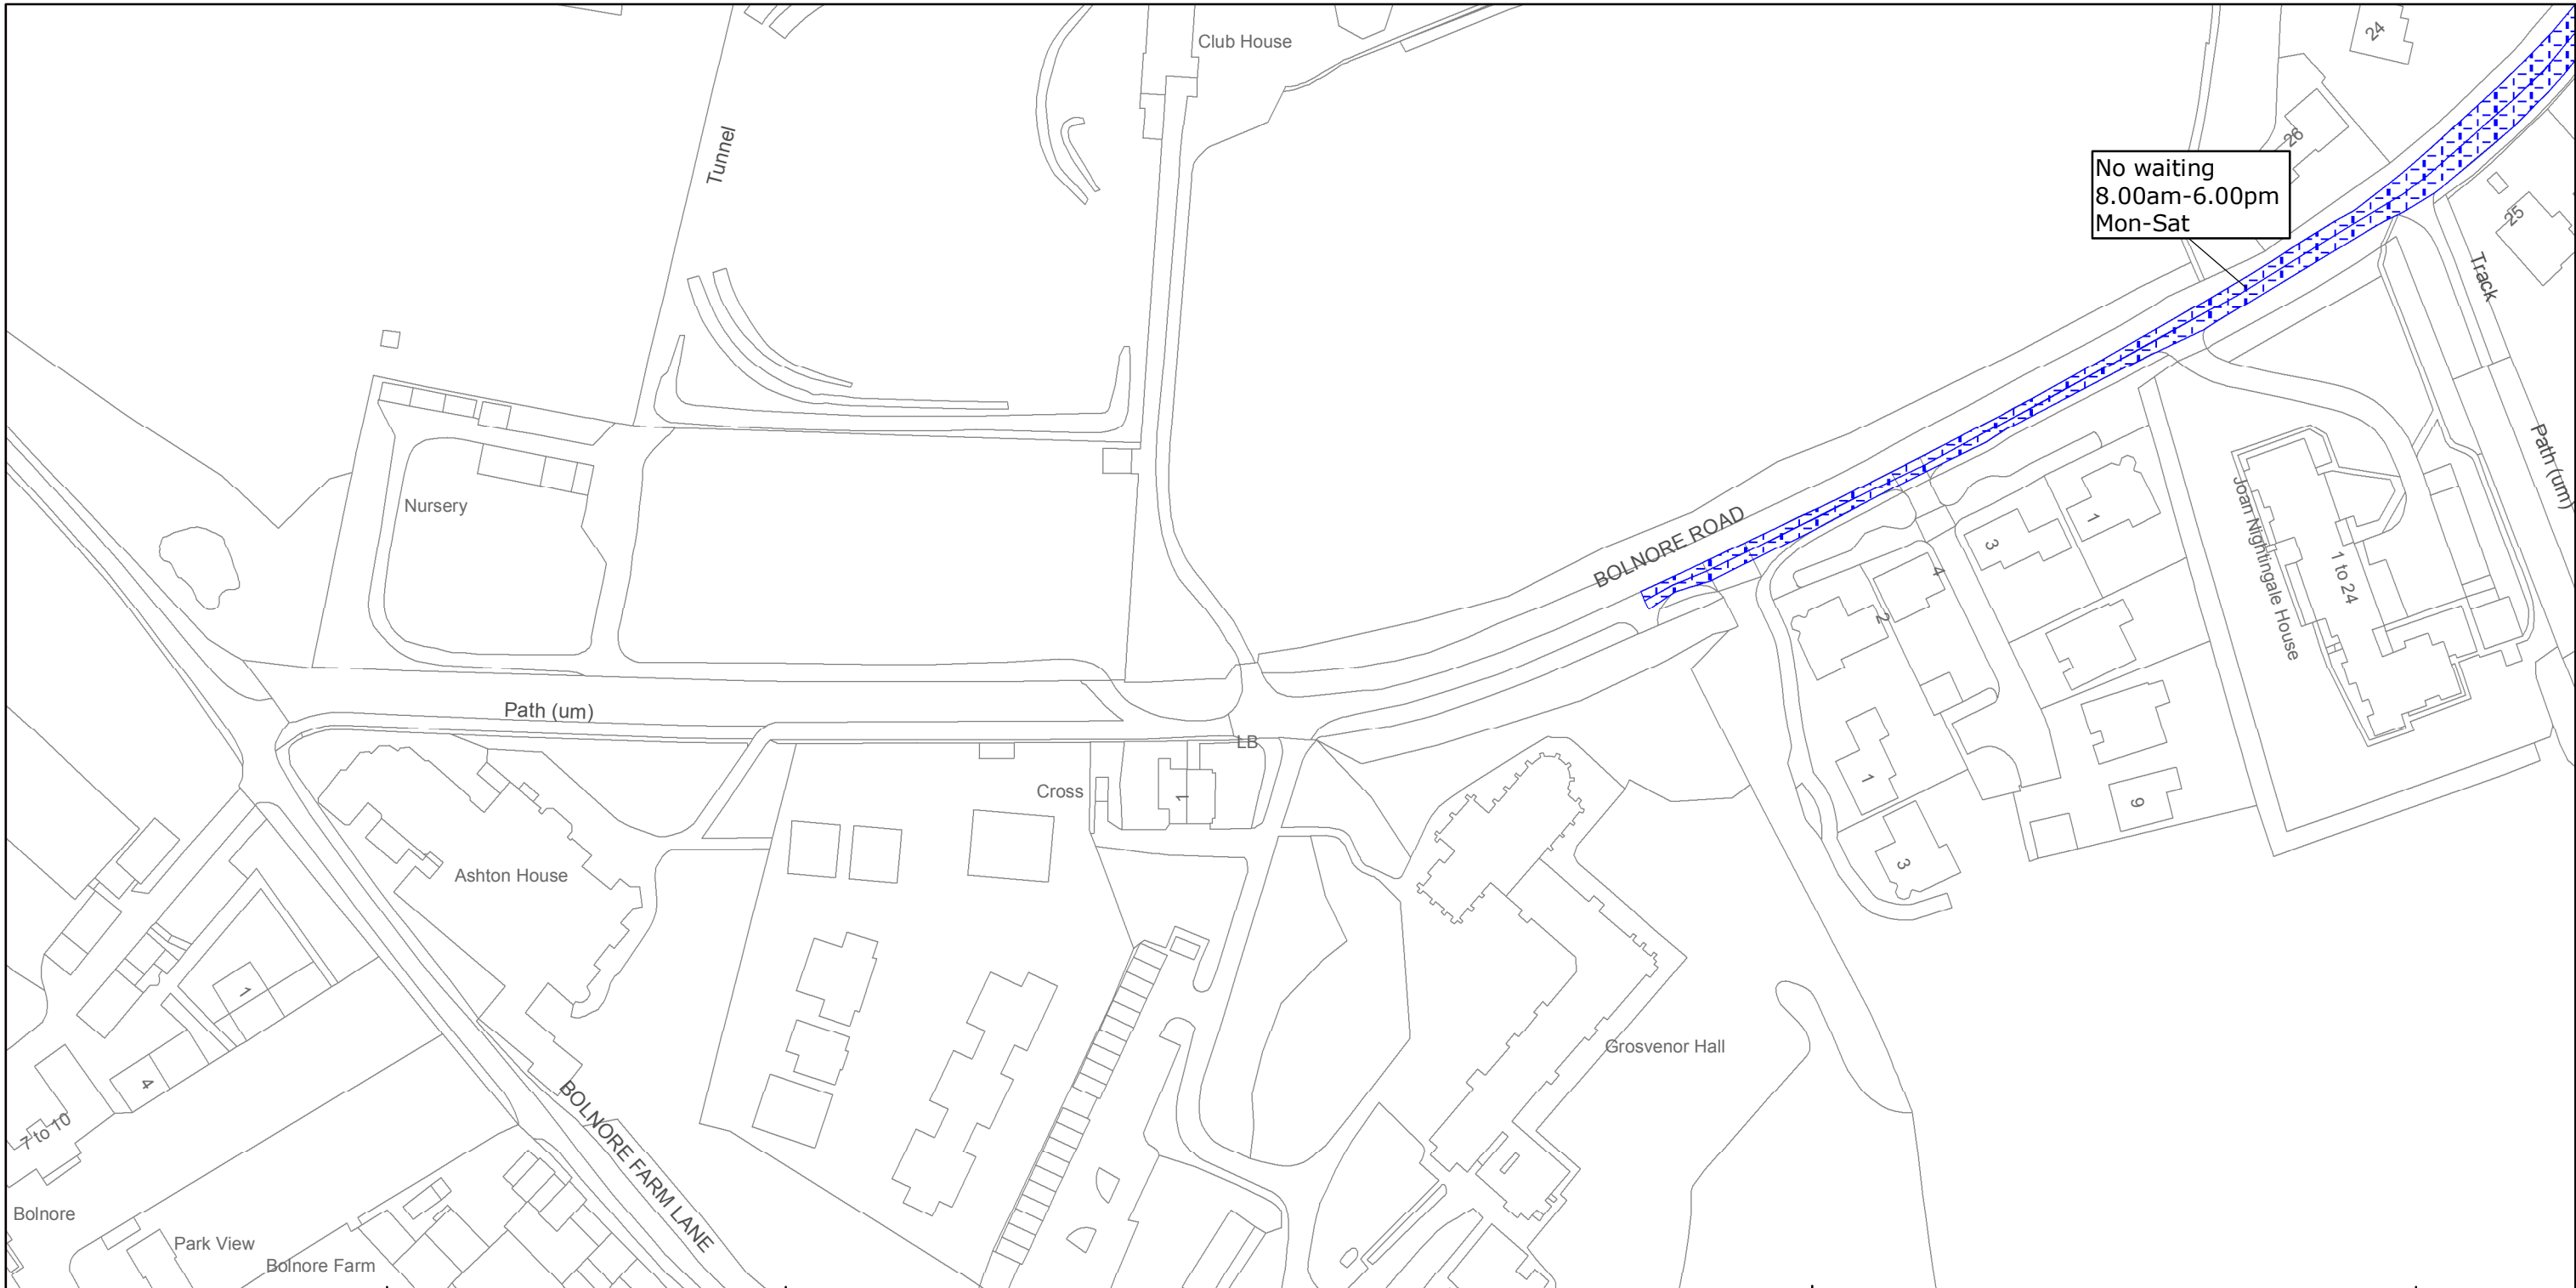 Club House
24
Tunnel
26
No waiting
8.00am-6.00pm
Mon-Sat
25
Track
Path (um)
Nursery
BOLNORE ROAD
1
3
4
2
Joan Nightingale House
1 to 24
Path (um)
LB
Cross
1
1
9
3
Ashton House
1
Grosvenor Hall
4
7 to 10
BOLNORE FARM LANE
Bolnore
Park View
Bolnore Farm